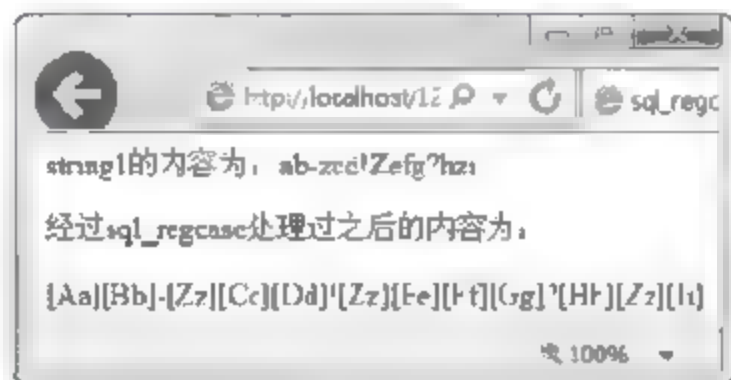 http://localhost/12
sql_regc
string1的内容为：ab-zcd!Zefg?hzi
经过sql_regcase处理过之后的内容为：
[Aa][Bb]-[Zz][Cc][Dd]![Zz][Ee][Ff][Gg]?[Hh][Zz][Ii]
100%